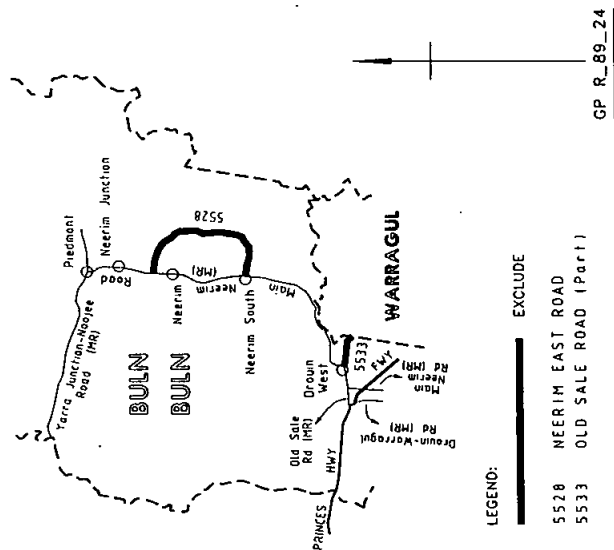 Piedmont
Neerim Junction
Road
Yarra Junction-Noojee
Road (MR)
5528
Neerim
Neerim (MR)
Main
Neerim South
BULN
BULN
WARRAGUL
Drouin
West
5533
Old Sale
Rd (MR)
FWY
HWY
PRINCES
Main
Neerim
Rd (MR)
Drouin-Warragul
Rd (MR)
LEGEND:
EXCLUDE
5528 NEERIM EAST ROAD
5533 OLD SALE ROAD (Part)
GP R_89_24